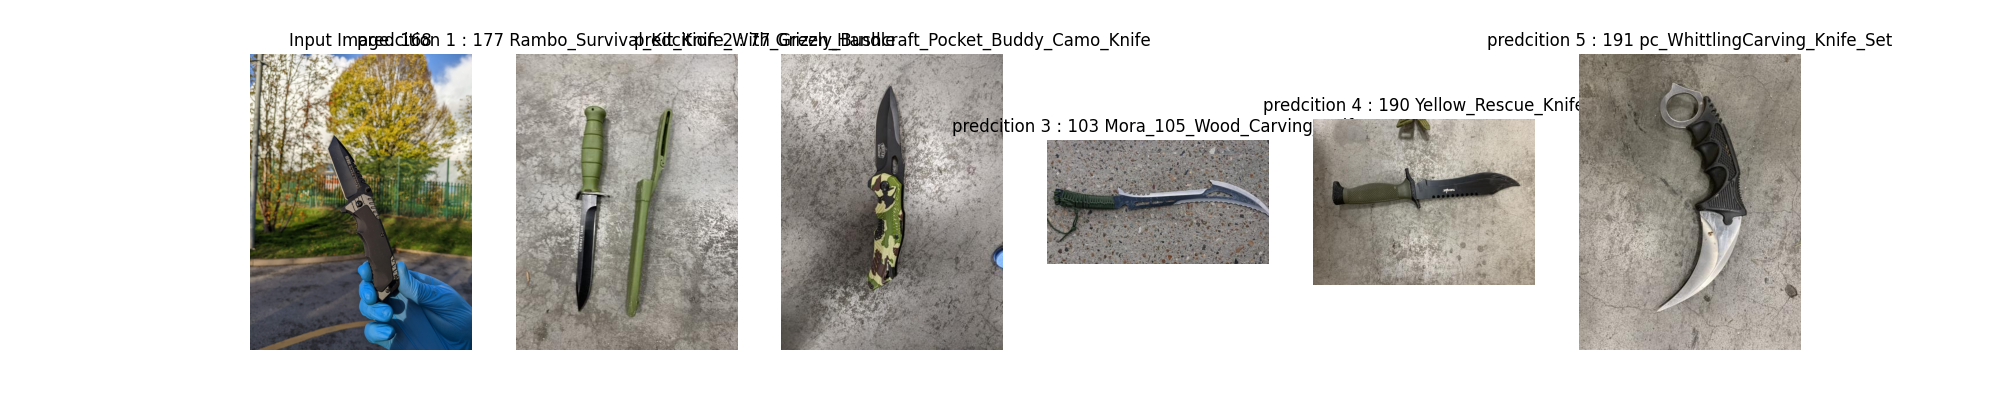 Input Image: 168
predcition 1 : 177 Rambo_Survival_Kit_Knife_With_Green_Handle
predcition 2 : 77 Grizzly_Bushcraft_Pocket_Buddy_Camo_Knife
predcition 3 : 103 Mora_105_Wood_Carving
predcition 4 : 190 Yellow_Rescue_Knife
predcition 5 : 191 pc_WhittlingCarving_Knife_Set